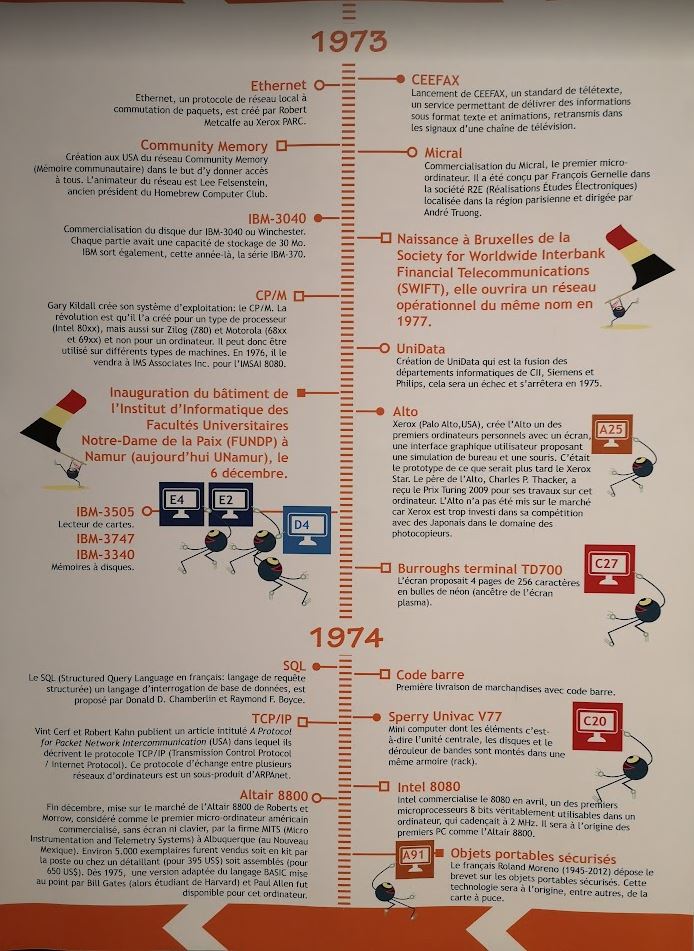 1973
Ethernet
Ethernet, un protocole de réseau local à
commutation de paquets, est créé par Robert
Metcalfe au Xerox PARC.
CEEFAX
Lancement de CEEFAX, un standard de télétexte,
un service permettant de délivrer des informations
sous format texte et animations, retransmis dans
les signaux d'une chaîne de télévision.
Community Memory
Création aux USA du réseau Community Memory
(Mémoire communautaire) dans le but d'y donner accès
à tous. L'animateur du réseau est Lee Felsenstein,
ancien président du Homebrew Computer Club.
Micral
Commercialisation du Micral, le premier micro-
ordinateur. Il a été conçu par François Gernelle dans
la société R2E (Réalisations Études Électroniques)
localisée dans la région parisienne et dirigée par
André Truong.
IBM-3040
Commercialisation du disque dur IBM-3040 ou Winchester.
Chaque partie avait une capacité de stockage de 30 Mo.
IBM sort également, cette année-là, la série IBM-370.
Naissance à Bruxelles de la
Society for Worldwide Interbank
Financial Telecommunications
(SWIFT), elle ouvrira un réseau
opérationnel du même nom en
1977.
CP/M
Gary Kildall crée son système d'exploitation: le CP/M. La
révolution est qu'il l'a créé pour un type de processeur
(Intel 80xx), mais aussi sur Zilog (Z80) et Motorola (68xx
et 69xx) et non pour un ordinateur. Il peut donc être
utilisé sur différents types de machines. En 1976, il le
vendra à IMS Associates Inc. pour l'IMSAI 8080.
UniData
Création de UniData qui est la fusion des
départements informatiques de CII, Siemens et
Philips, cela sera un échec et s'arrêtera en 1975.
Inauguration du bâtiment de
l'Institut d'Informatique des
Facultés Universitaires
Notre-Dame de la Paix (FUNDP) à
Namur (aujourd'hui UNamur), le
6 décembre.
Alto
Xerox (Palo Alto,USA), crée l'Alto un des
premiers ordinateurs personnels avec un écran,
une interface graphique utilisateur proposant
une simulation de bureau et une souris. C'était
le prototype de ce que serait plus tard le Xerox
Star. Le père de l'Alto, Charles P. Thacker, a
reçu le Prix Turing 2009 pour ses travaux sur cet
ordinateur. L'Alto n'a pas été mis sur le marché
car Xerox est trop investi dans sa compétition
avec des Japonais dans le domaine des
photocopieurs.
A25
IBM-3505
Lecteur de cartes.
IBM-3747
IBM-3340
Mémoires à disques.
E4
E2
D4
Burroughs terminal TD700
L'écran proposait 4 pages de 256 caractères
en bulles de néon (ancêtre de l'écran
plasma).
C27
1974
SQL
Le SQL (Structured Query Language en français: langage de requête
structurée) un langage d'interrogation de base de données, est
proposé par Donald D. Chamberlin et Raymond F. Boyce.
Code barre
Première livraison de marchandises avec code barre.
TCP/IP
Vint Cerf et Robert Kahn publient un article intitulé A Protocol
for Packet Network Intercommunication (USA) dans lequel ils
décrivent le protocole TCP/IP (Transmission Control Protocol
/ Internet Protocol). Ce protocole d'échange entre plusieurs
réseaux d'ordinateurs est un sous-produit d'ARPAnet.
Sperry Univac V77
Mini computer dont les éléments c'est-
à-dire l'unité centrale, les disques et le
dérouleur de bandes sont montés dans une
même armoire (rack).
C20
Altair 8800
Fin décembre, mise sur le marché de l'Altair 8800 de Roberts et
Morrow, considéré comme le premier micro-ordinateur américain
commercialisé, sans écran ni clavier, par la firme MITS (Micro
Instrumentation and Telemetry Systems) à Albuquerque (au Nouveau
Mexique). Environ 5.000 exemplaires furent vendus soit en kit par
la poste ou chez un détaillant (pour 395 US$) soit assemblés (pour
650 US$). Dès 1975, une version adaptée du langage BASIC mise
au point par Bill Gates (alors étudiant de Harvard) et Paul Allen fut
disponible pour cet ordinateur.
Intel 8080
Intel commercialise le 8080 en avril, un des premiers
microprocesseurs 8 bits véritablement utilisables dans un
ordinateur, qui cadençait à 2 MHz. Il sera à l'origine des
premiers PC comme l'Altair 8800.
A91
Objets portables sécurisés
Le français Roland Moreno (1945-2012) dépose le
brevet sur les objets portables sécurisés. Cette
technologie sera à l'origine, entre autres, de la
carte à puce.